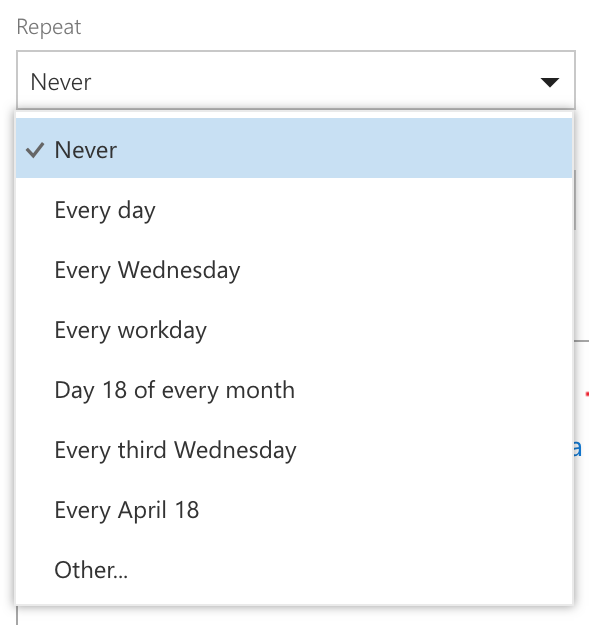 Repeat
Never
Never
Every day
Every Wednesday
Every workday
Day 18 of every month
Every third Wednesday
a
Every April 18
Other...